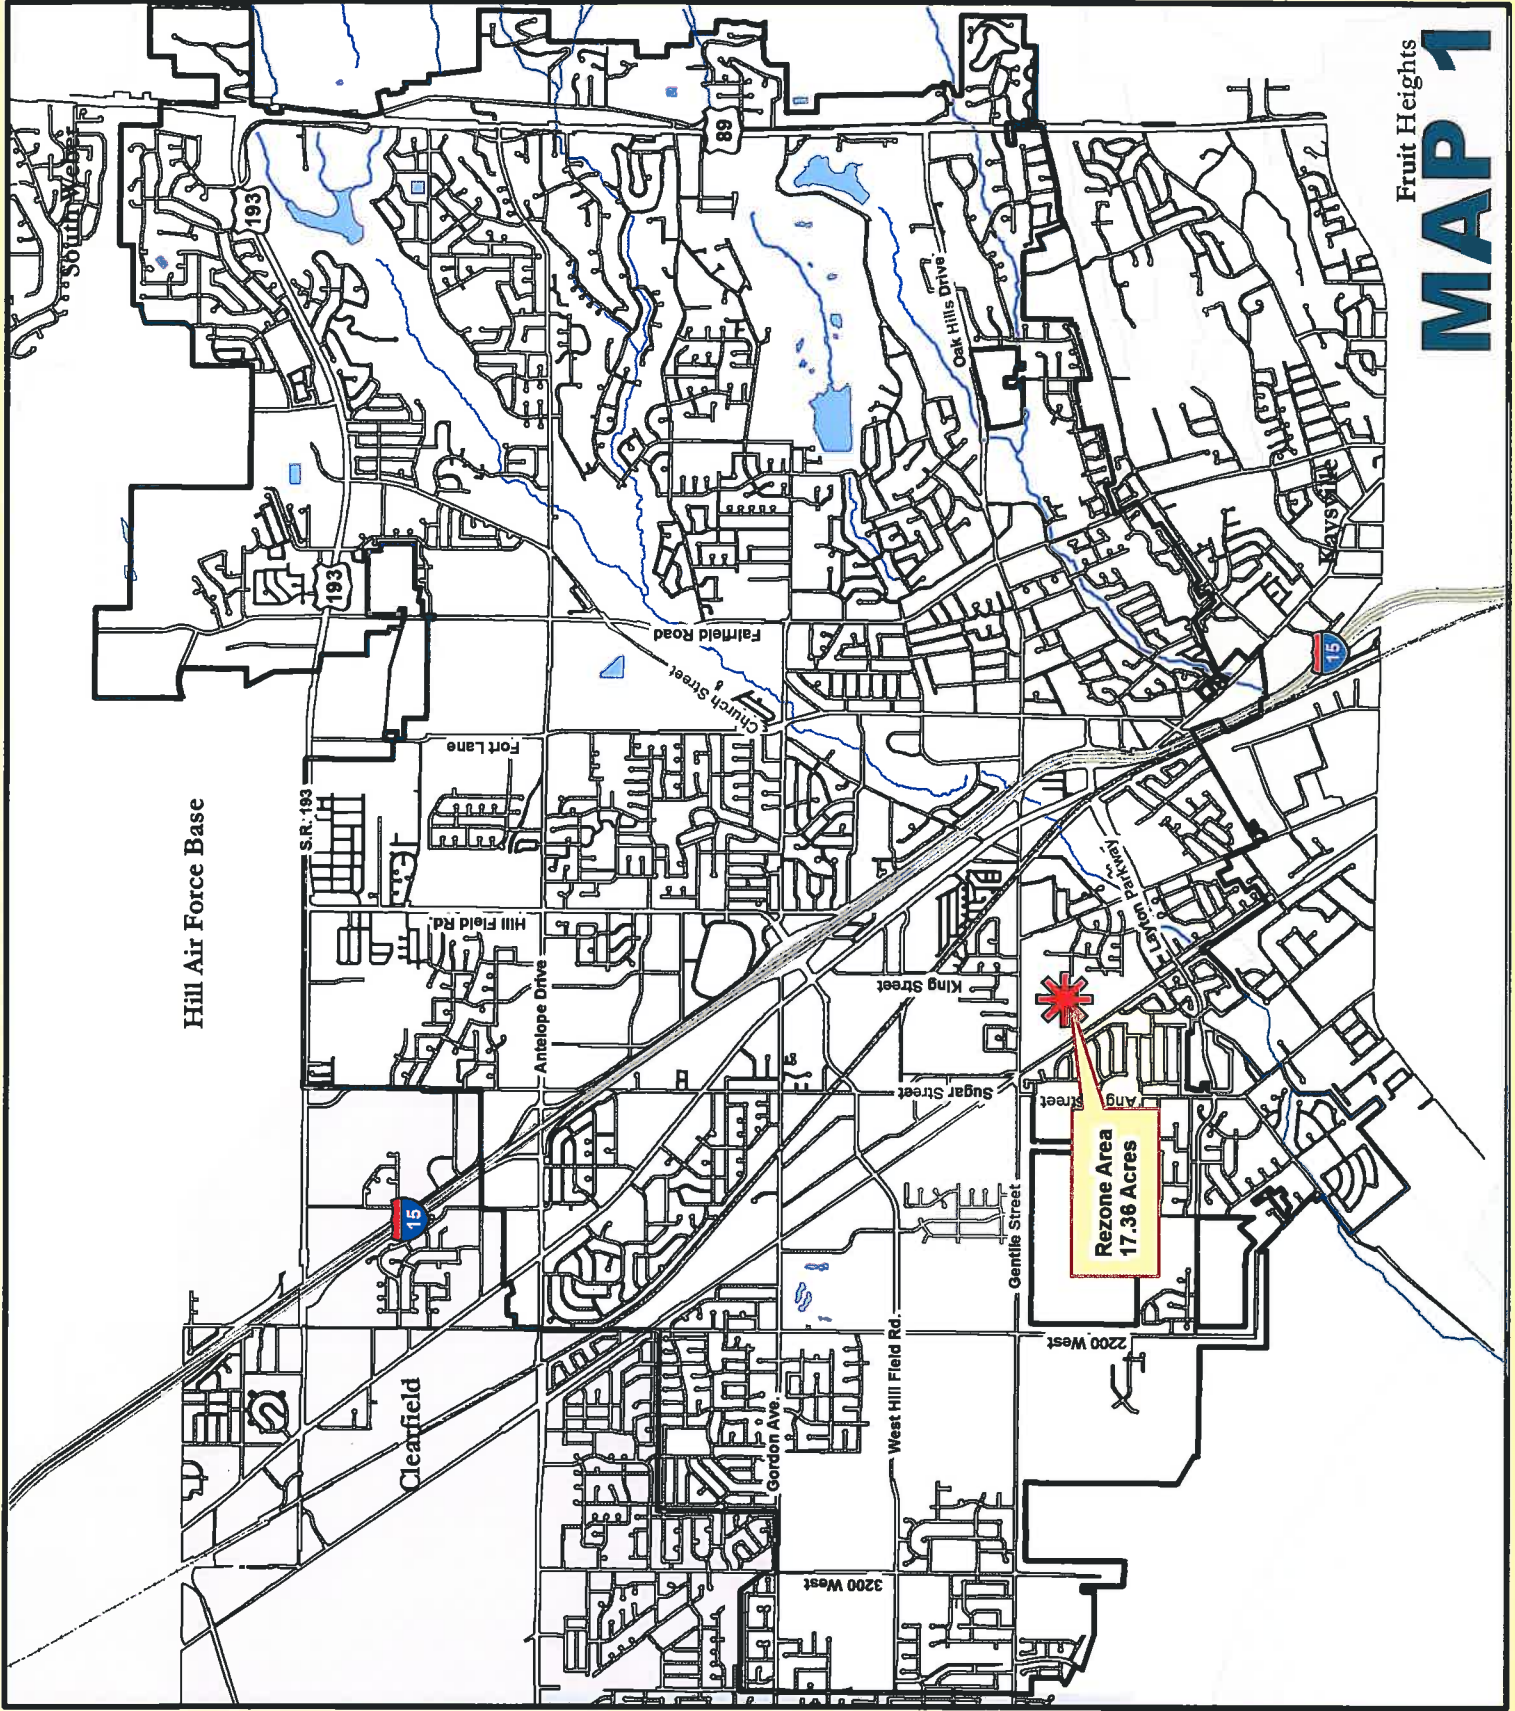 MAP 1
South Weber
Hill Air Force Base
Clearfield
Kaysville
Fruit Heights
193
193
S.R. 193
89
15
15
Fort Lane
Church Street
Fairfield Road
Hill Field Rd.
Antelope Drive
Oak Hills Drive
King Street
Sugar Street
Layton Parkway
Gordon Ave.
West Hill Field Rd.
Gentile Street
2200 West
3200 West
Rezone Area
17.36 Acres